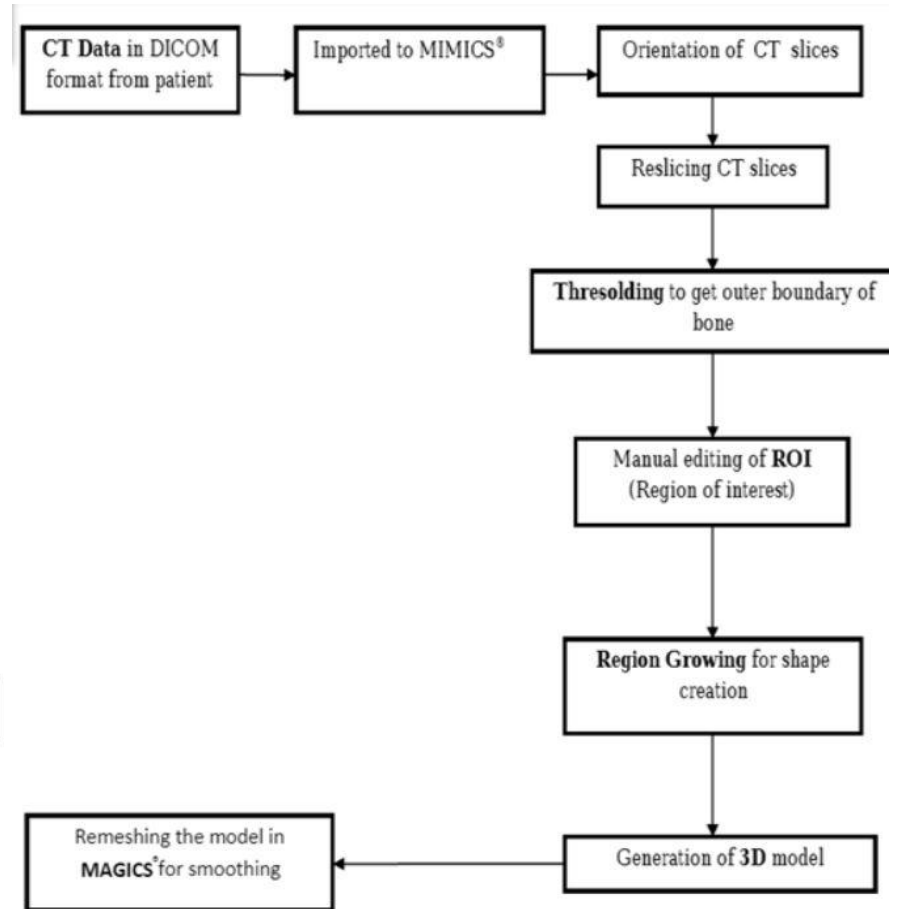 CT Data in DICOM
format from patient
Imported to MIMICS®
Orientation of CT slices
Reslicing CT slices
Thresolding to get outer boundary of
bone
Manual editing of ROI
(Region of interest)
Region Growing for shape
creation
Generation of 3D model
Remeshing the model in
MAGICS® for smoothing